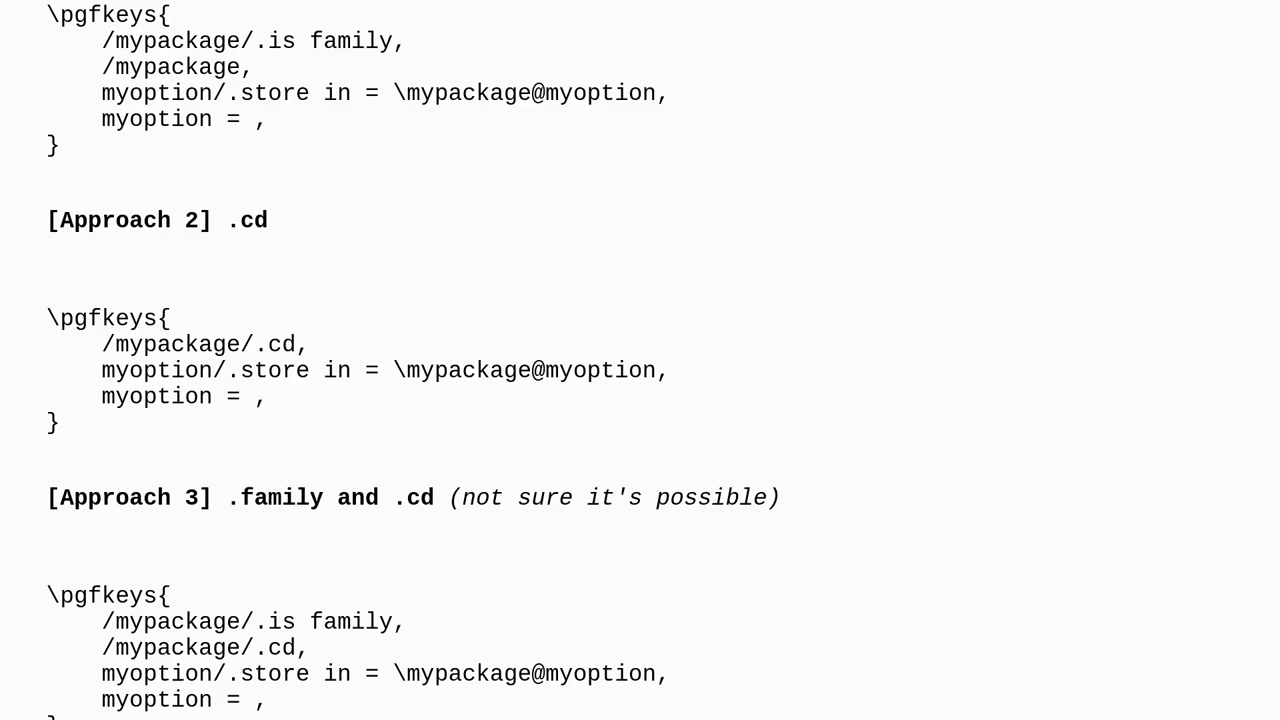 \pgfkeys{
    /mypackage/.is family,
    /mypackage,
    myoption/.store in = \mypackage@myoption,
    myoption = ,
}
[Approach 2] .cd
\pgfkeys{
    /mypackage/.cd,
    myoption/.store in = \mypackage@myoption,
    myoption = ,
}
[Approach 3] .family and .cd (not sure it's possible)
\pgfkeys{
    /mypackage/.is family,
    /mypackage/.cd,
    myoption/.store in = \mypackage@myoption,
    myoption = ,
}